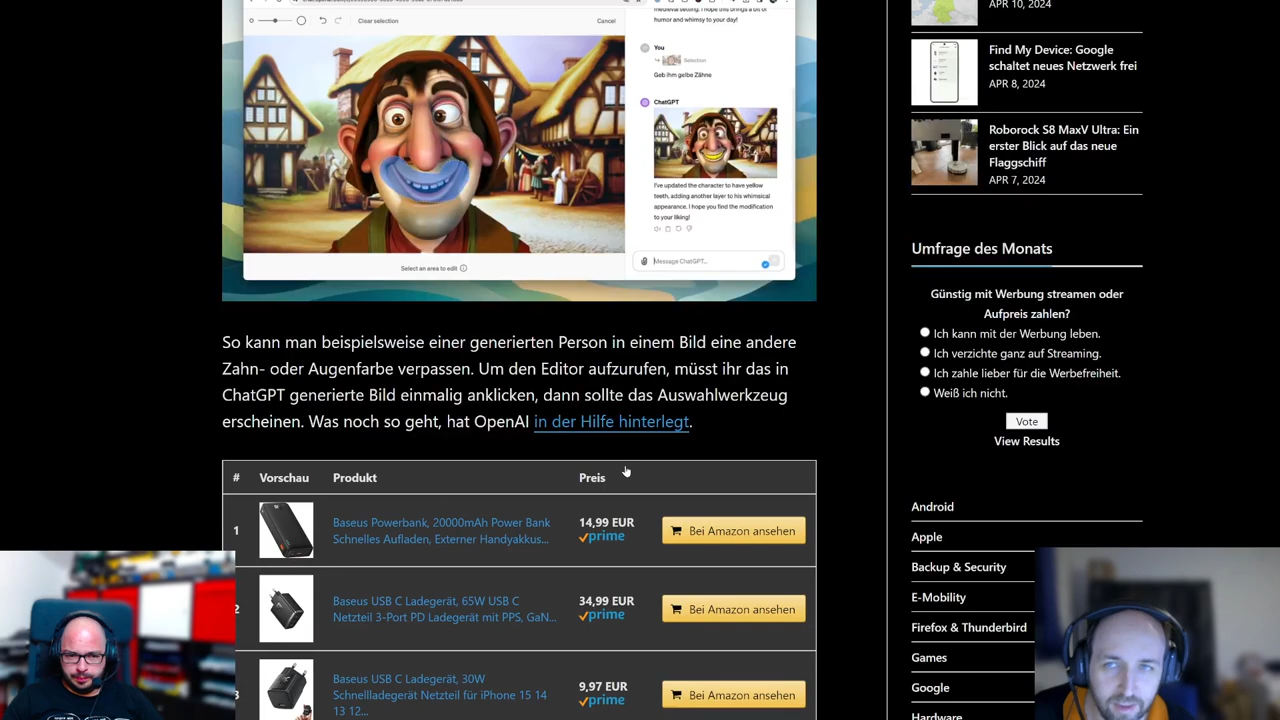 Clear selection
Cancel
humor and whimsy to your day!
You
Selection
Geb ihm gelbe Zähne
ChatGPT
I've updated the character to have yellow
teeth, adding another layer to his whimsical
appearance. I hope you find the modification
to your liking!
Message ChatGPT...
Select an area to edit
So kann man beispielsweise einer generierten Person in einem Bild eine andere
Zahn- oder Augenfarbe verpassen. Um den Editor aufzurufen, müsst ihr das in
ChatGPT generierte Bild einmalig anklicken, dann sollte das Auswahlwerkzeug
erscheinen. Was noch so geht, hat OpenAI in der Hilfe hinterlegt.
# Vorschau Produkt Preis
1
Baseus Powerbank, 20000mAh Power Bank
Schnelles Aufladen, Externer Handyakkus...
14,99 EUR
prime
Bei Amazon ansehen
2
Baseus USB C Ladegerät, 65W USB C
Netzteil 3-Port PD Ladegerät mit PPS, GaN...
34,99 EUR
prime
Bei Amazon ansehen
3
Baseus USB C Ladegerät, 30W
Schnellladegerät Netzteil für iPhone 15 14
13 12...
9,97 EUR
prime
Bei Amazon ansehen
APR 10, 2024
Find My Device: Google
schaltet neues Netzwerk frei
APR 8, 2024
Roborock S8 MaxV Ultra: Ein
erster Blick auf das neue
Flaggschiff
APR 7, 2024
Umfrage des Monats
Günstig mit Werbung streamen oder
Aufpreis zahlen?
Ich kann mit der Werbung leben.
Ich verzichte ganz auf Streaming.
Ich zahle lieber für die Werbefreiheit.
Weiß ich nicht.
Vote
View Results
Android
Apple
Backup & Security
E-Mobility
Firefox & Thunderbird
Games
Google
Hardware